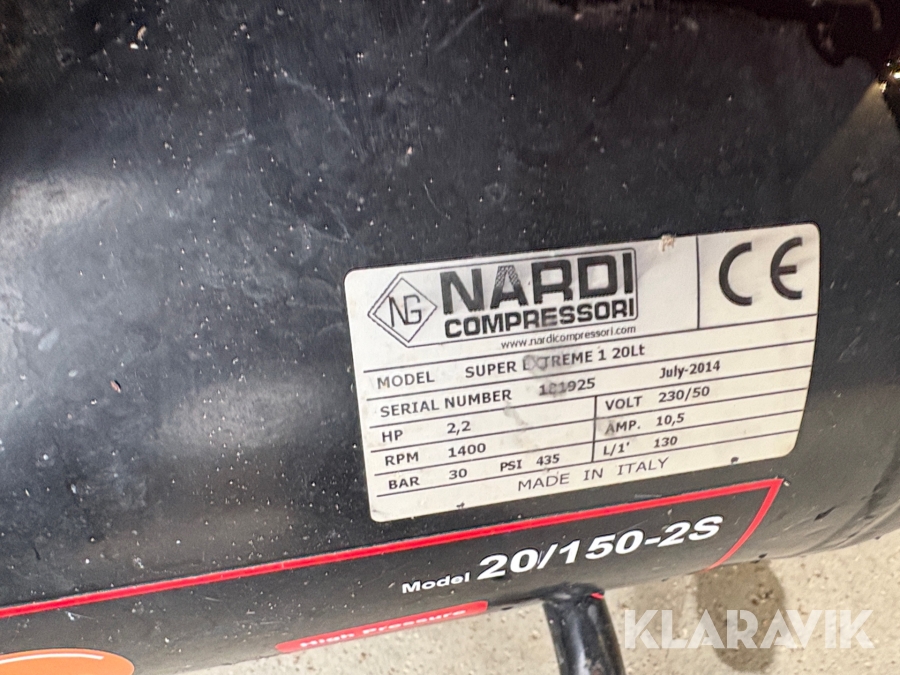 NG
NARDI
COMPRESSORI
www.nardicompressori.com
CE
MODEL SUPER EXTREME 1 20Lt
SERIAL NUMBER 181925 July-2014
HP 2,2 VOLT 230/50
RPM 1400 AMP. 10,5
BAR 30 PSI 435 L/1' 130
MADE IN ITALY
Model 20/150-2S
High Pressure
KLARAVIK